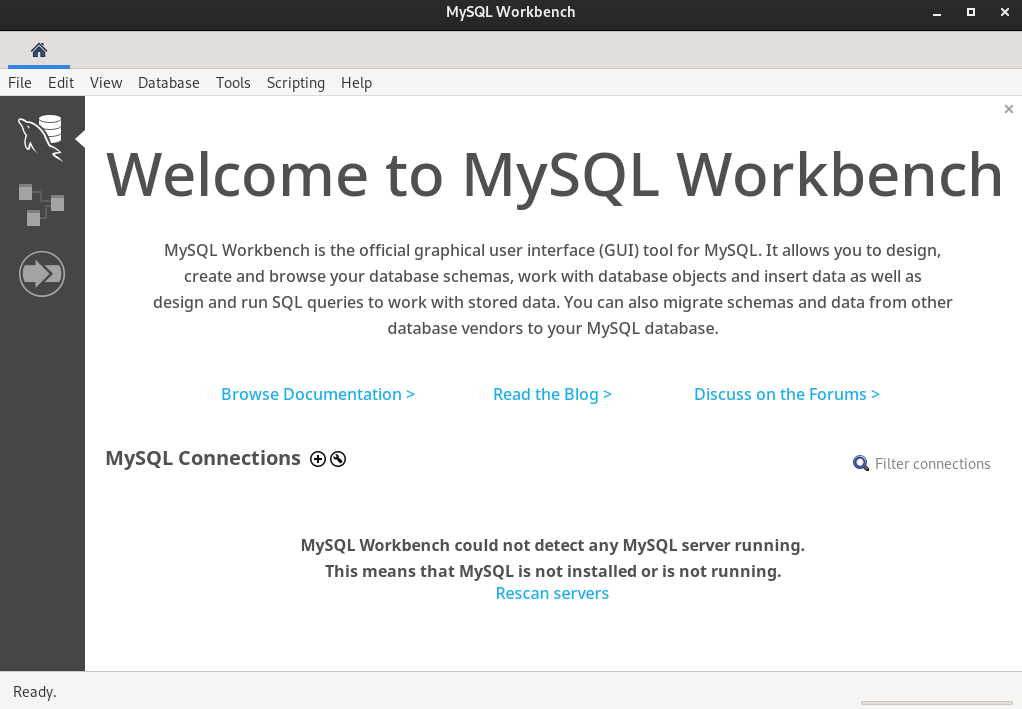 MySQL Workbench
File Edit View Database Tools Scripting Help
Welcome to MySQL Workbench
MySQL Workbench is the official graphical user interface (GUI) tool for MySQL. It allows you to design,
create and browse your database schemas, work with database objects and insert data as well as
design and run SQL queries to work with stored data. You can also migrate schemas and data from other
database vendors to your MySQL database.
Browse Documentation > Read the Blog > Discuss on the Forums >
MySQL Connections Filter connections
MySQL Workbench could not detect any MySQL server running.
This means that MySQL is not installed or is not running.
Rescan servers
Ready.